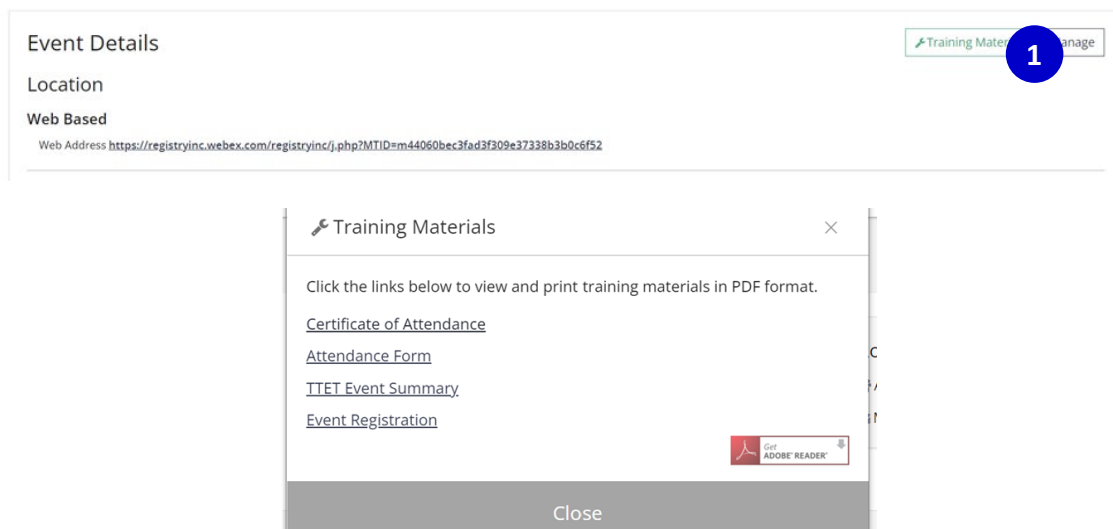 Event Details
Training Mater
anage
1
Location
Web Based
Web Address https://registryinc.webex.com/registryinc/j.php?MTID=m44060bec3fad3f309e37338b3b0c6f52
Training Materials
Click the links below to view and print training materials in PDF format.
Certificate of Attendance
Attendance Form
TTET Event Summary
Event Registration
Get
ADOBE® READER®
Close